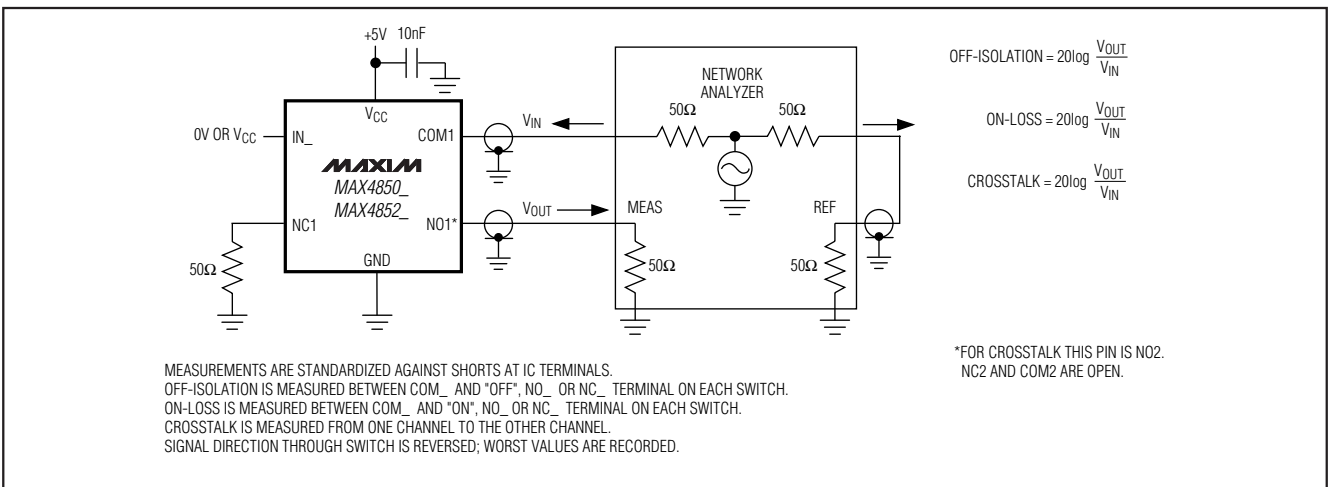 +5V 10nF
VCC
0V OR VCC
IN_
COM1
MAXIM
MAX4850_
MAX4852_
NC1
NO1*
GND
50Ω
VIN
VOUT
NETWORK
ANALYZER
50Ω 50Ω
MEAS REF
50Ω 50Ω
OFF-ISOLATION = 20log VOUT
VIN
ON-LOSS = 20log VOUT
VIN
CROSSTALK = 20log VOUT
VIN
*FOR CROSSTALK THIS PIN IS NO2.
NC2 AND COM2 ARE OPEN.
MEASUREMENTS ARE STANDARDIZED AGAINST SHORTS AT IC TERMINALS.
OFF-ISOLATION IS MEASURED BETWEEN COM_ AND "OFF", NO_ OR NC_ TERMINAL ON EACH SWITCH.
ON-LOSS IS MEASURED BETWEEN COM_ AND "ON", NO_ OR NC_ TERMINAL ON EACH SWITCH.
CROSSTALK IS MEASURED FROM ONE CHANNEL TO THE OTHER CHANNEL.
SIGNAL DIRECTION THROUGH SWITCH IS REVERSED; WORST VALUES ARE RECORDED.